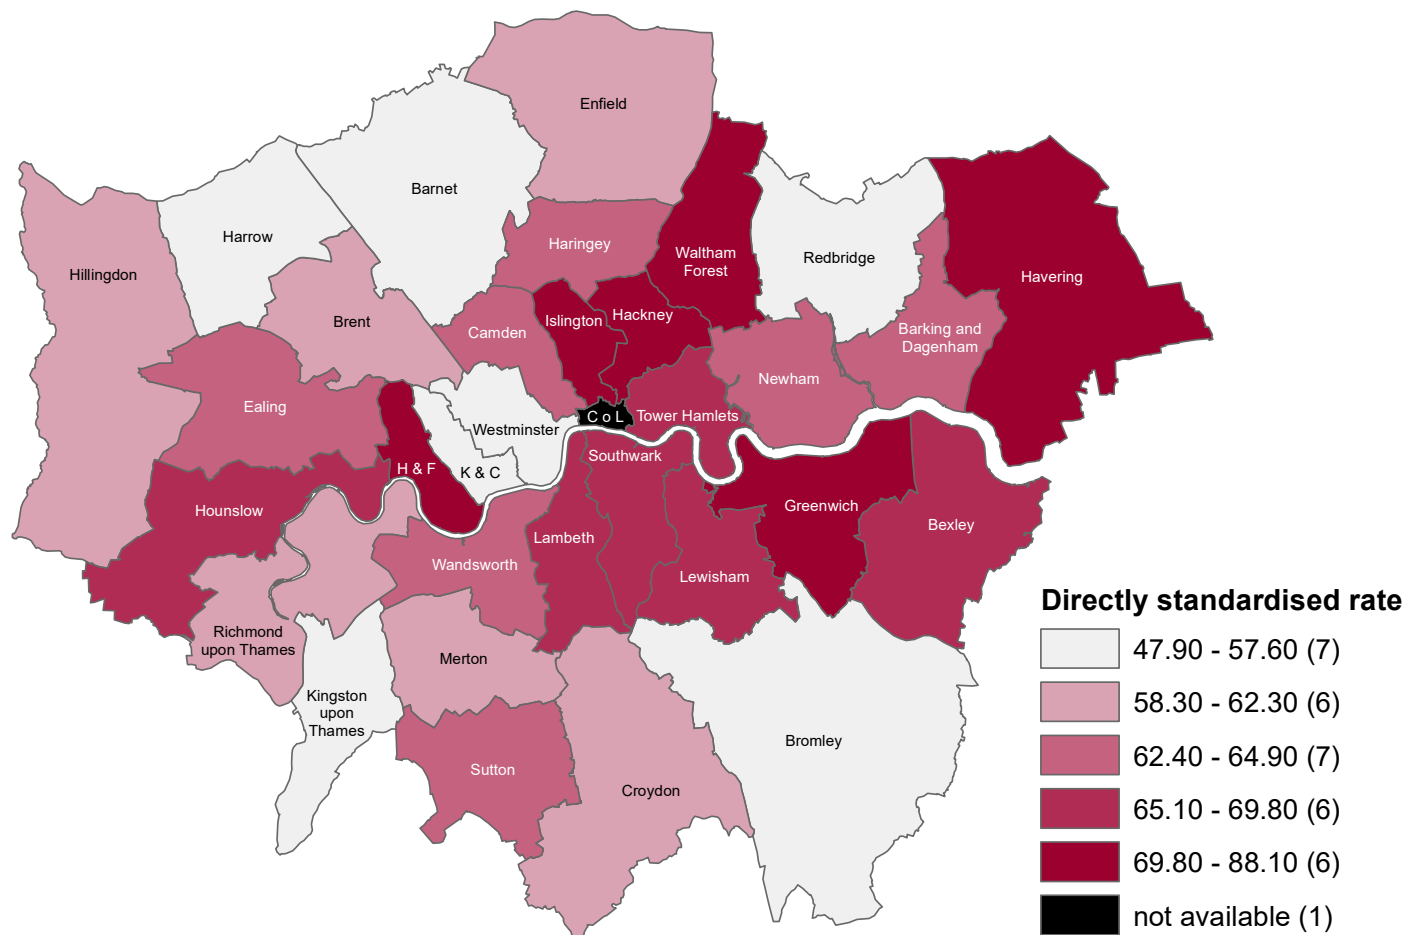 Enfield
Barnet
Harrow
Haringey
Waltham
Forest
Redbridge
Hillingdon
Havering
Brent
Camden
Islington
Hackney
Barking and
Dagenham
Newham
Ealing
C o L
Tower Hamlets
Westminster
H & F
K & C
Southwark
Hounslow
Greenwich
Bexley
Lambeth
Wandsworth
Lewisham
Richmond
upon Thames
Merton
Kingston
upon
Thames
Bromley
Sutton
Croydon
Directly standardised rate
47.90 - 57.60 (7)
58.30 - 62.30 (6)
62.40 - 64.90 (7)
65.10 - 69.80 (6)
69.80 - 88.10 (6)
not available (1)